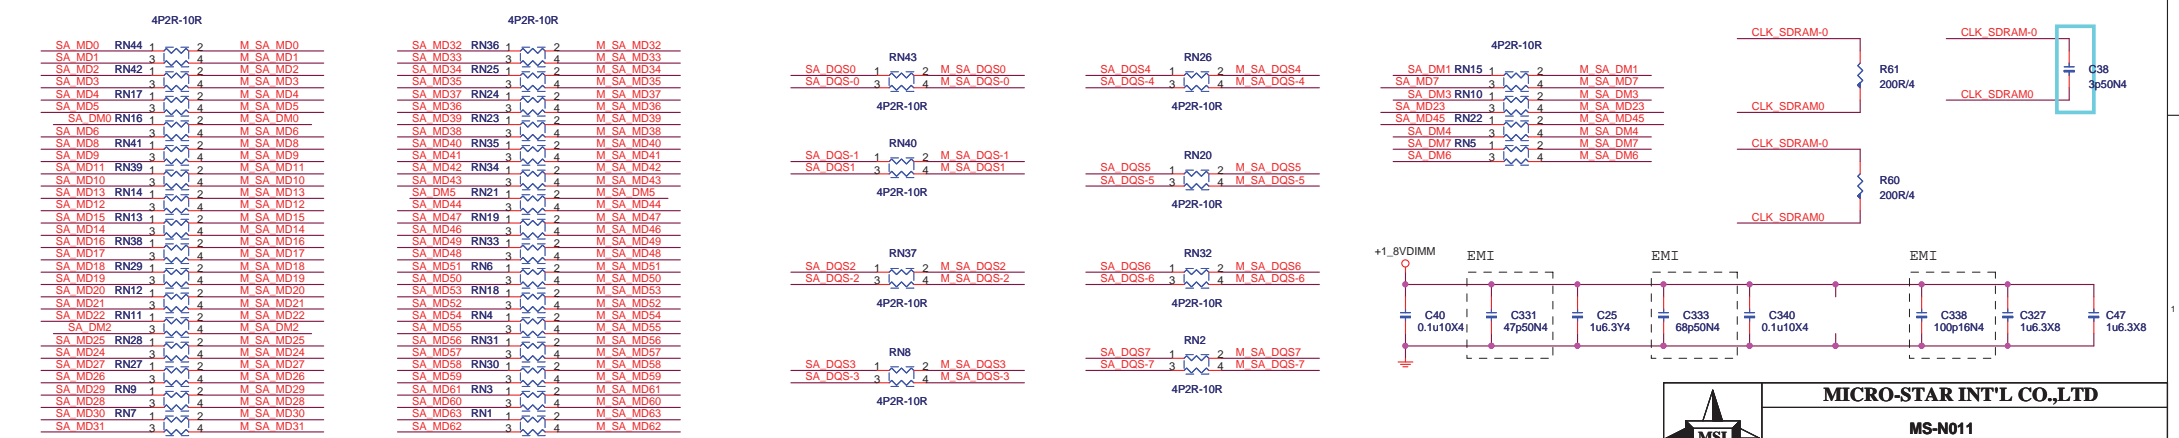 4P2R-10R
SA_MD0 RN44 1 2 M_SA_MD0
SA_MD1 3 4 M_SA_MD1
SA_MD2 RN42 1 2 M_SA_MD2
SA_MD3 3 4 M_SA_MD3
SA_MD4 RN17 1 2 M_SA_MD4
SA_MD5 3 4 M_SA_MD5
SA_DM0 RN16 1 2 M_SA_DM0
SA_MD6 3 4 M_SA_MD6
SA_MD8 RN41 1 2 M_SA_MD8
SA_MD9 3 4 M_SA_MD9
SA_MD11 RN39 1 2 M_SA_MD11
SA_MD10 3 4 M_SA_MD10
SA_MD13 RN14 1 2 M_SA_MD13
SA_MD12 3 4 M_SA_MD12
SA_MD15 RN13 1 2 M_SA_MD15
SA_MD14 3 4 M_SA_MD14
SA_MD16 RN38 1 2 M_SA_MD16
SA_MD17 3 4 M_SA_MD17
SA_MD18 RN29 1 2 M_SA_MD18
SA_MD19 3 4 M_SA_MD19
SA_MD20 RN12 1 2 M_SA_MD20
SA_MD21 3 4 M_SA_MD21
SA_MD22 RN11 1 2 M_SA_MD22
SA_DM2 3 4 M_SA_DM2
SA_MD25 RN28 1 2 M_SA_MD25
SA_MD24 3 4 M_SA_MD24
SA_MD27 RN27 1 2 M_SA_MD27
SA_MD26 3 4 M_SA_MD26
SA_MD29 RN9 1 2 M_SA_MD29
SA_MD28 3 4 M_SA_MD28
SA_MD30 RN7 1 2 M_SA_MD30
SA_MD31 3 4 M_SA_MD31
4P2R-10R
SA_MD32 RN36 1 2 M_SA_MD32
SA_MD33 3 4 M_SA_MD33
SA_MD34 RN25 1 2 M_SA_MD34
SA_MD35 3 4 M_SA_MD35
SA_MD37 RN24 1 2 M_SA_MD37
SA_MD36 3 4 M_SA_MD36
SA_MD39 RN23 1 2 M_SA_MD39
SA_MD38 3 4 M_SA_MD38
SA_MD40 RN35 1 2 M_SA_MD40
SA_MD41 3 4 M_SA_MD41
SA_MD42 RN34 1 2 M_SA_MD42
SA_MD43 3 4 M_SA_MD43
SA_DM5 RN21 1 2 M_SA_DM5
SA_MD44 3 4 M_SA_MD44
SA_MD47 RN19 1 2 M_SA_MD47
SA_MD46 3 4 M_SA_MD46
SA_MD49 RN33 1 2 M_SA_MD49
SA_MD48 3 4 M_SA_MD48
SA_MD51 RN6 1 2 M_SA_MD51
SA_MD50 3 4 M_SA_MD50
SA_MD53 RN18 1 2 M_SA_MD53
SA_MD52 3 4 M_SA_MD52
SA_MD54 RN4 1 2 M_SA_MD54
SA_MD55 3 4 M_SA_MD55
SA_MD56 RN31 1 2 M_SA_MD56
SA_MD57 3 4 M_SA_MD57
SA_MD58 RN30 1 2 M_SA_MD58
SA_MD59 3 4 M_SA_MD59
SA_MD61 RN3 1 2 M_SA_MD61
SA_MD60 3 4 M_SA_MD60
SA_MD63 RN1 1 2 M_SA_MD63
SA_MD62 3 4 M_SA_MD62
RN43
SA_DQS0 1 2 M_SA_DQS0
SA_DQS-0 3 4 M_SA_DQS-0
4P2R-10R
RN40
SA_DQS-1 1 2 M_SA_DQS-1
SA_DQS1 3 4 M_SA_DQS1
4P2R-10R
RN37
SA_DQS2 1 2 M_SA_DQS2
SA_DQS-2 3 4 M_SA_DQS-2
4P2R-10R
RN8
SA_DQS3 1 2 M_SA_DQS3
SA_DQS-3 3 4 M_SA_DQS-3
4P2R-10R
RN26
SA_DQS4 1 2 M_SA_DQS4
SA_DQS-4 3 4 M_SA_DQS-4
4P2R-10R
RN20
SA_DQS5 1 2 M_SA_DQS5
SA_DQS-5 3 4 M_SA_DQS-5
4P2R-10R
RN32
SA_DQS6 1 2 M_SA_DQS6
SA_DQS-6 3 4 M_SA_DQS-6
4P2R-10R
RN2
SA_DQS7 1 2 M_SA_DQS7
SA_DQS-7 3 4 M_SA_DQS-7
4P2R-10R
4P2R-10R
SA_DM1 RN15 1 2 M_SA_DM1
SA_MD7 3 4 M_SA_MD7
SA_DM3 RN10 1 2 M_SA_DM3
SA_MD23 3 4 M_SA_MD23
SA_MD45 RN22 1 2 M_SA_MD45
SA_DM4 3 4 M_SA_DM4
SA_DM7 RN5 1 2 M_SA_DM7
SA_DM6 3 4 M_SA_DM6
CLK_SDRAM-0
R61
200R/4
CLK_SDRAM0
CLK_SDRAM-0
C38
3p50N4
CLK_SDRAM0
CLK_SDRAM-0
R60
200R/4
CLK_SDRAM0
+1_8VDIMM
EMI
EMI
EMI
C40
0.1u10X4
C331
47p50N4
C25
1u6.3Y4
C333
68p50N4
C340
0.1u10X4
C338
100p16N4
C327
1u6.3X8
C47
1u6.3X8
1
MICRO-STAR INT'L CO.,LTD
MSI
MS-N011